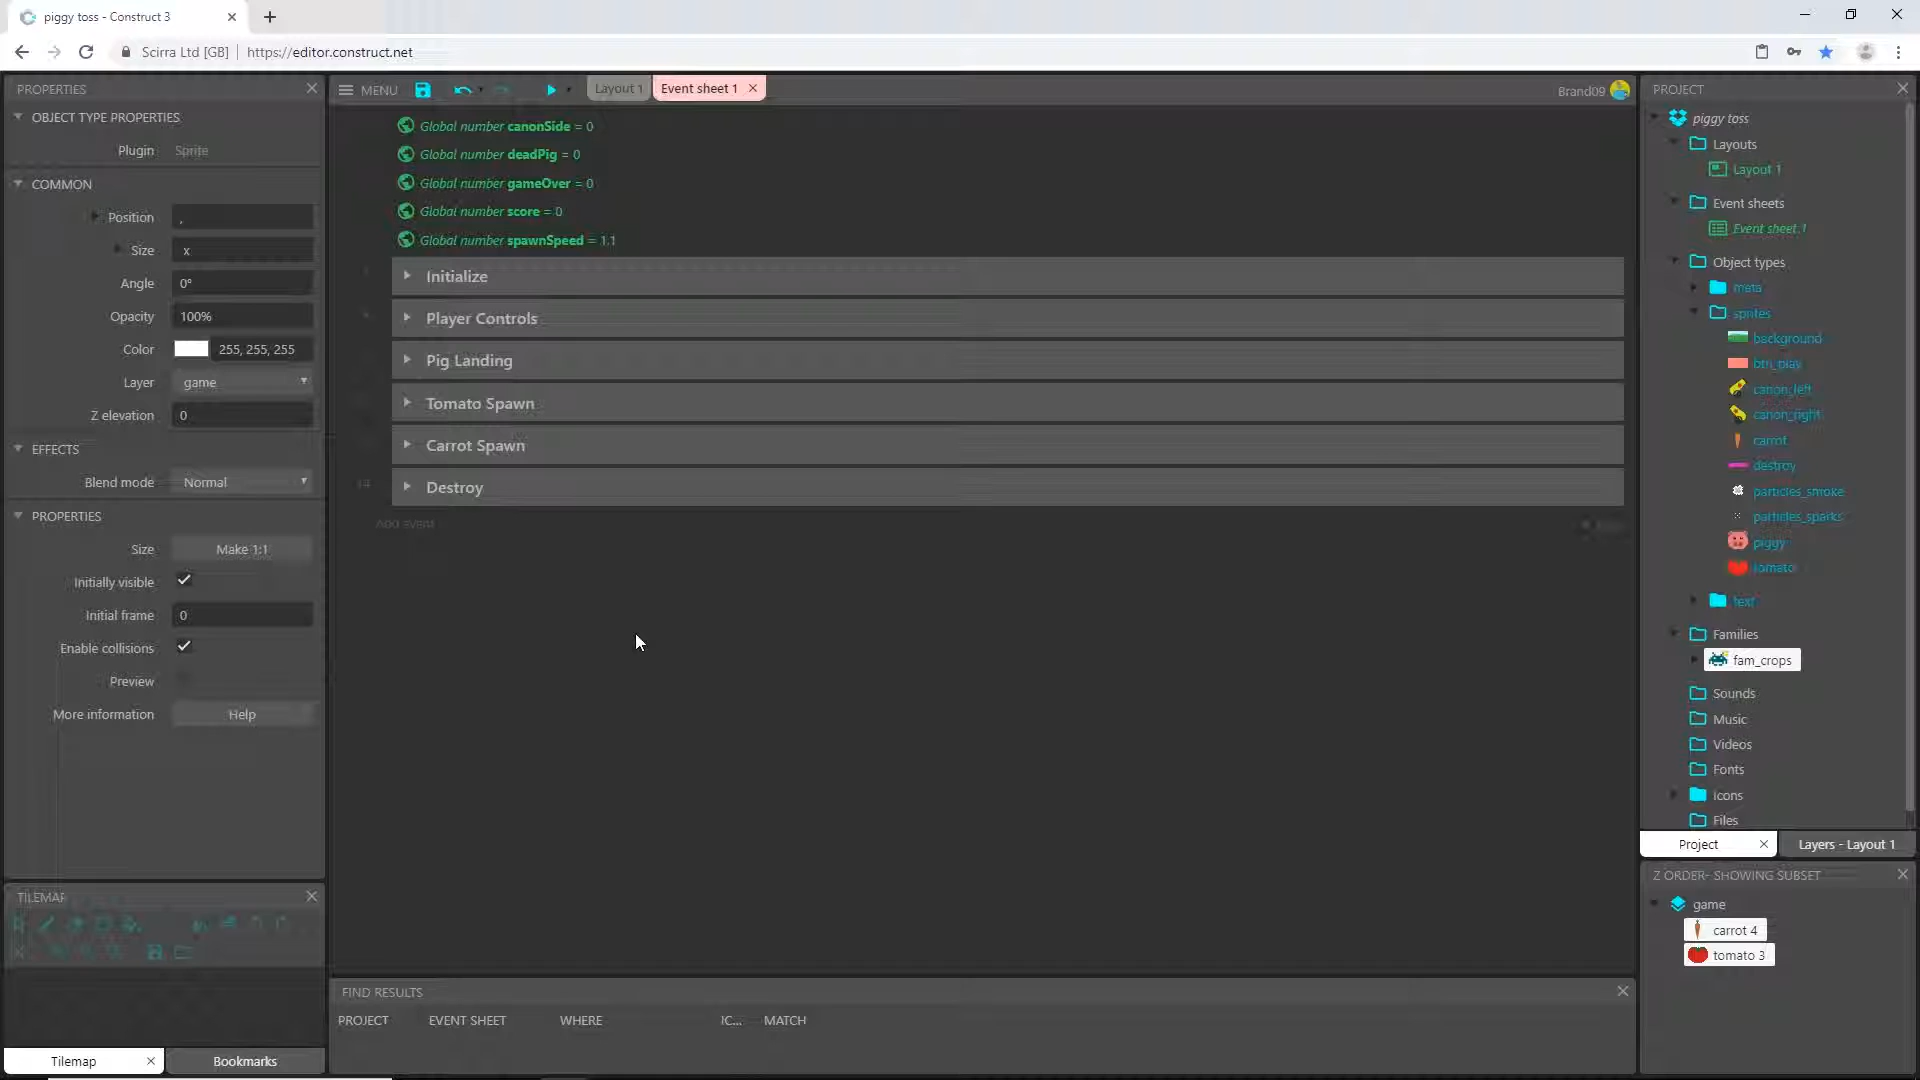 piggy toss - Construct 3
Scirra Ltd [GB]
https://editor.construct.net
PROPERTIES
OBJECT TYPE PROPERTIES
Plugin
Sprite
COMMON
Position
,
Size
x
Angle
0°
Opacity
100%
Color
255, 255, 255
Layer
game
Z elevation
0
EFFECTS
Blend mode
Normal
PROPERTIES
Size
Make 1:1
Initially visible
Initial frame
0
Enable collisions
Preview
More information
Help
TILEMAP
Tilemap
Bookmarks
MENU
Layout 1
Event sheet 1
Brand09
Global number canonSide = 0
Global number deadPig = 0
Global number gameOver = 0
Global number score = 0
Global number spawnSpeed = 1.1
Initialize
Player Controls
Pig Landing
Tomato Spawn
Carrot Spawn
Destroy
ADD EVENT
FIND RESULTS
PROJECT
EVENT SHEET
WHERE
IC...
MATCH
PROJECT
piggy toss
Layouts
Layout 1
Event sheets
Event sheet 1
Object types
meta
sprites
background
btn_play
canon_left
canon_right
carrot
destroy
particles_smoke
particles_sparks
piggy
tomato
text
Families
fam_crops
Sounds
Music
Videos
Fonts
Icons
Files
Project
Layers - Layout 1
Z ORDER- SHOWING SUBSET
game
carrot 4
tomato 3